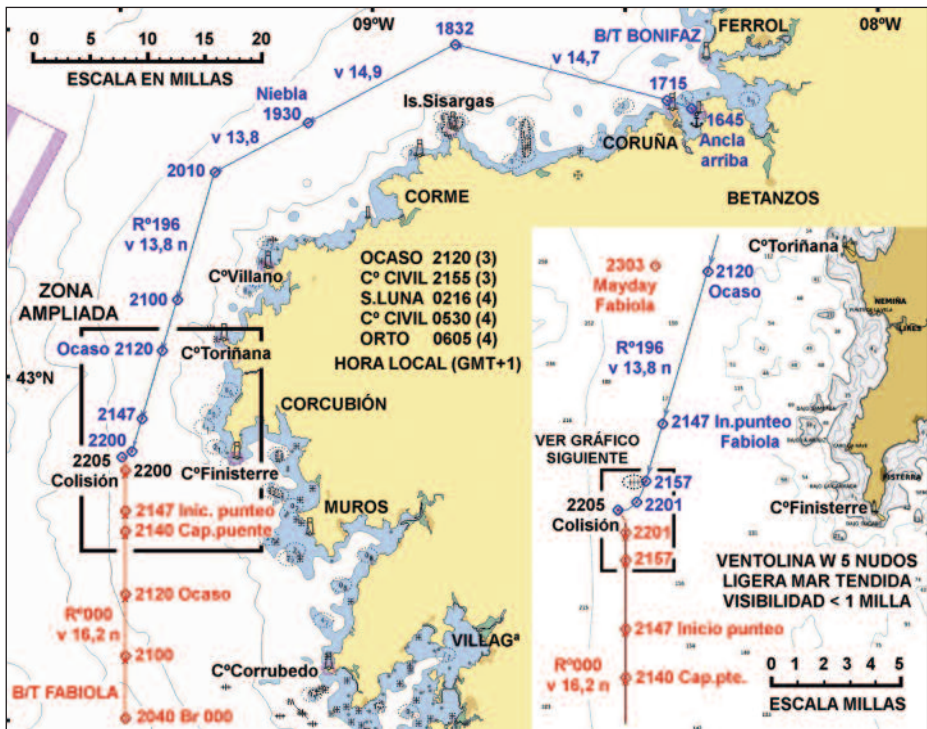 0 5 10 15 20
ESCALA EN MILLAS
09°W
08°W
1832
B/T BONIFAZ
FERROL
v 14,7
v 14,9
1715
Niebla
1930
Is.Sisargas
1645
Ancla
arriba
CORUÑA
v 13,8
2010
CORME
BETANZOS
Rº196
v 13,8 n
CºVillano
OCASO 2120 (3)
Cº CIVIL 2155 (3)
S.LUNA 0216 (4)
Cº CIVIL 0530 (4)
ORTO 0605 (4)
HORA LOCAL (GMT+1)
ZONA
AMPLIADA
2100
Ocaso 2120
CºToriñana
43°N
CORCUBIÓN
2147
2200
2205
Colisión
2200
CºFinisterre
MUROS
2147 Inic. punteo
2140 Cap.puente
2120 Ocaso
Rº000
v 16,2 n
2100
VILLAGª
CºCorrubedo
B/T FABIOLA
2040 Br 000
CºToriñana
2303
Mayday
Fabiola
2120
Ocaso
NEMIÑA
LIRES
Rº196
v 13,8 n
2147 In.punteo
Fabiola
VER GRÁFICO
SIGUIENTE
2157
2205
Colisión
2201
FISTERRA
CºFinisterre
2201
2157
VENTOLINA W 5 NUDOS
LIGERA MAR TENDIDA
VISIBILIDAD < 1 MILLA
2147 Inicio punteo
Rº000
v 16,2 n
2140 Cap.pte.
0 1 2 3 4 5
ESCALA MILLAS